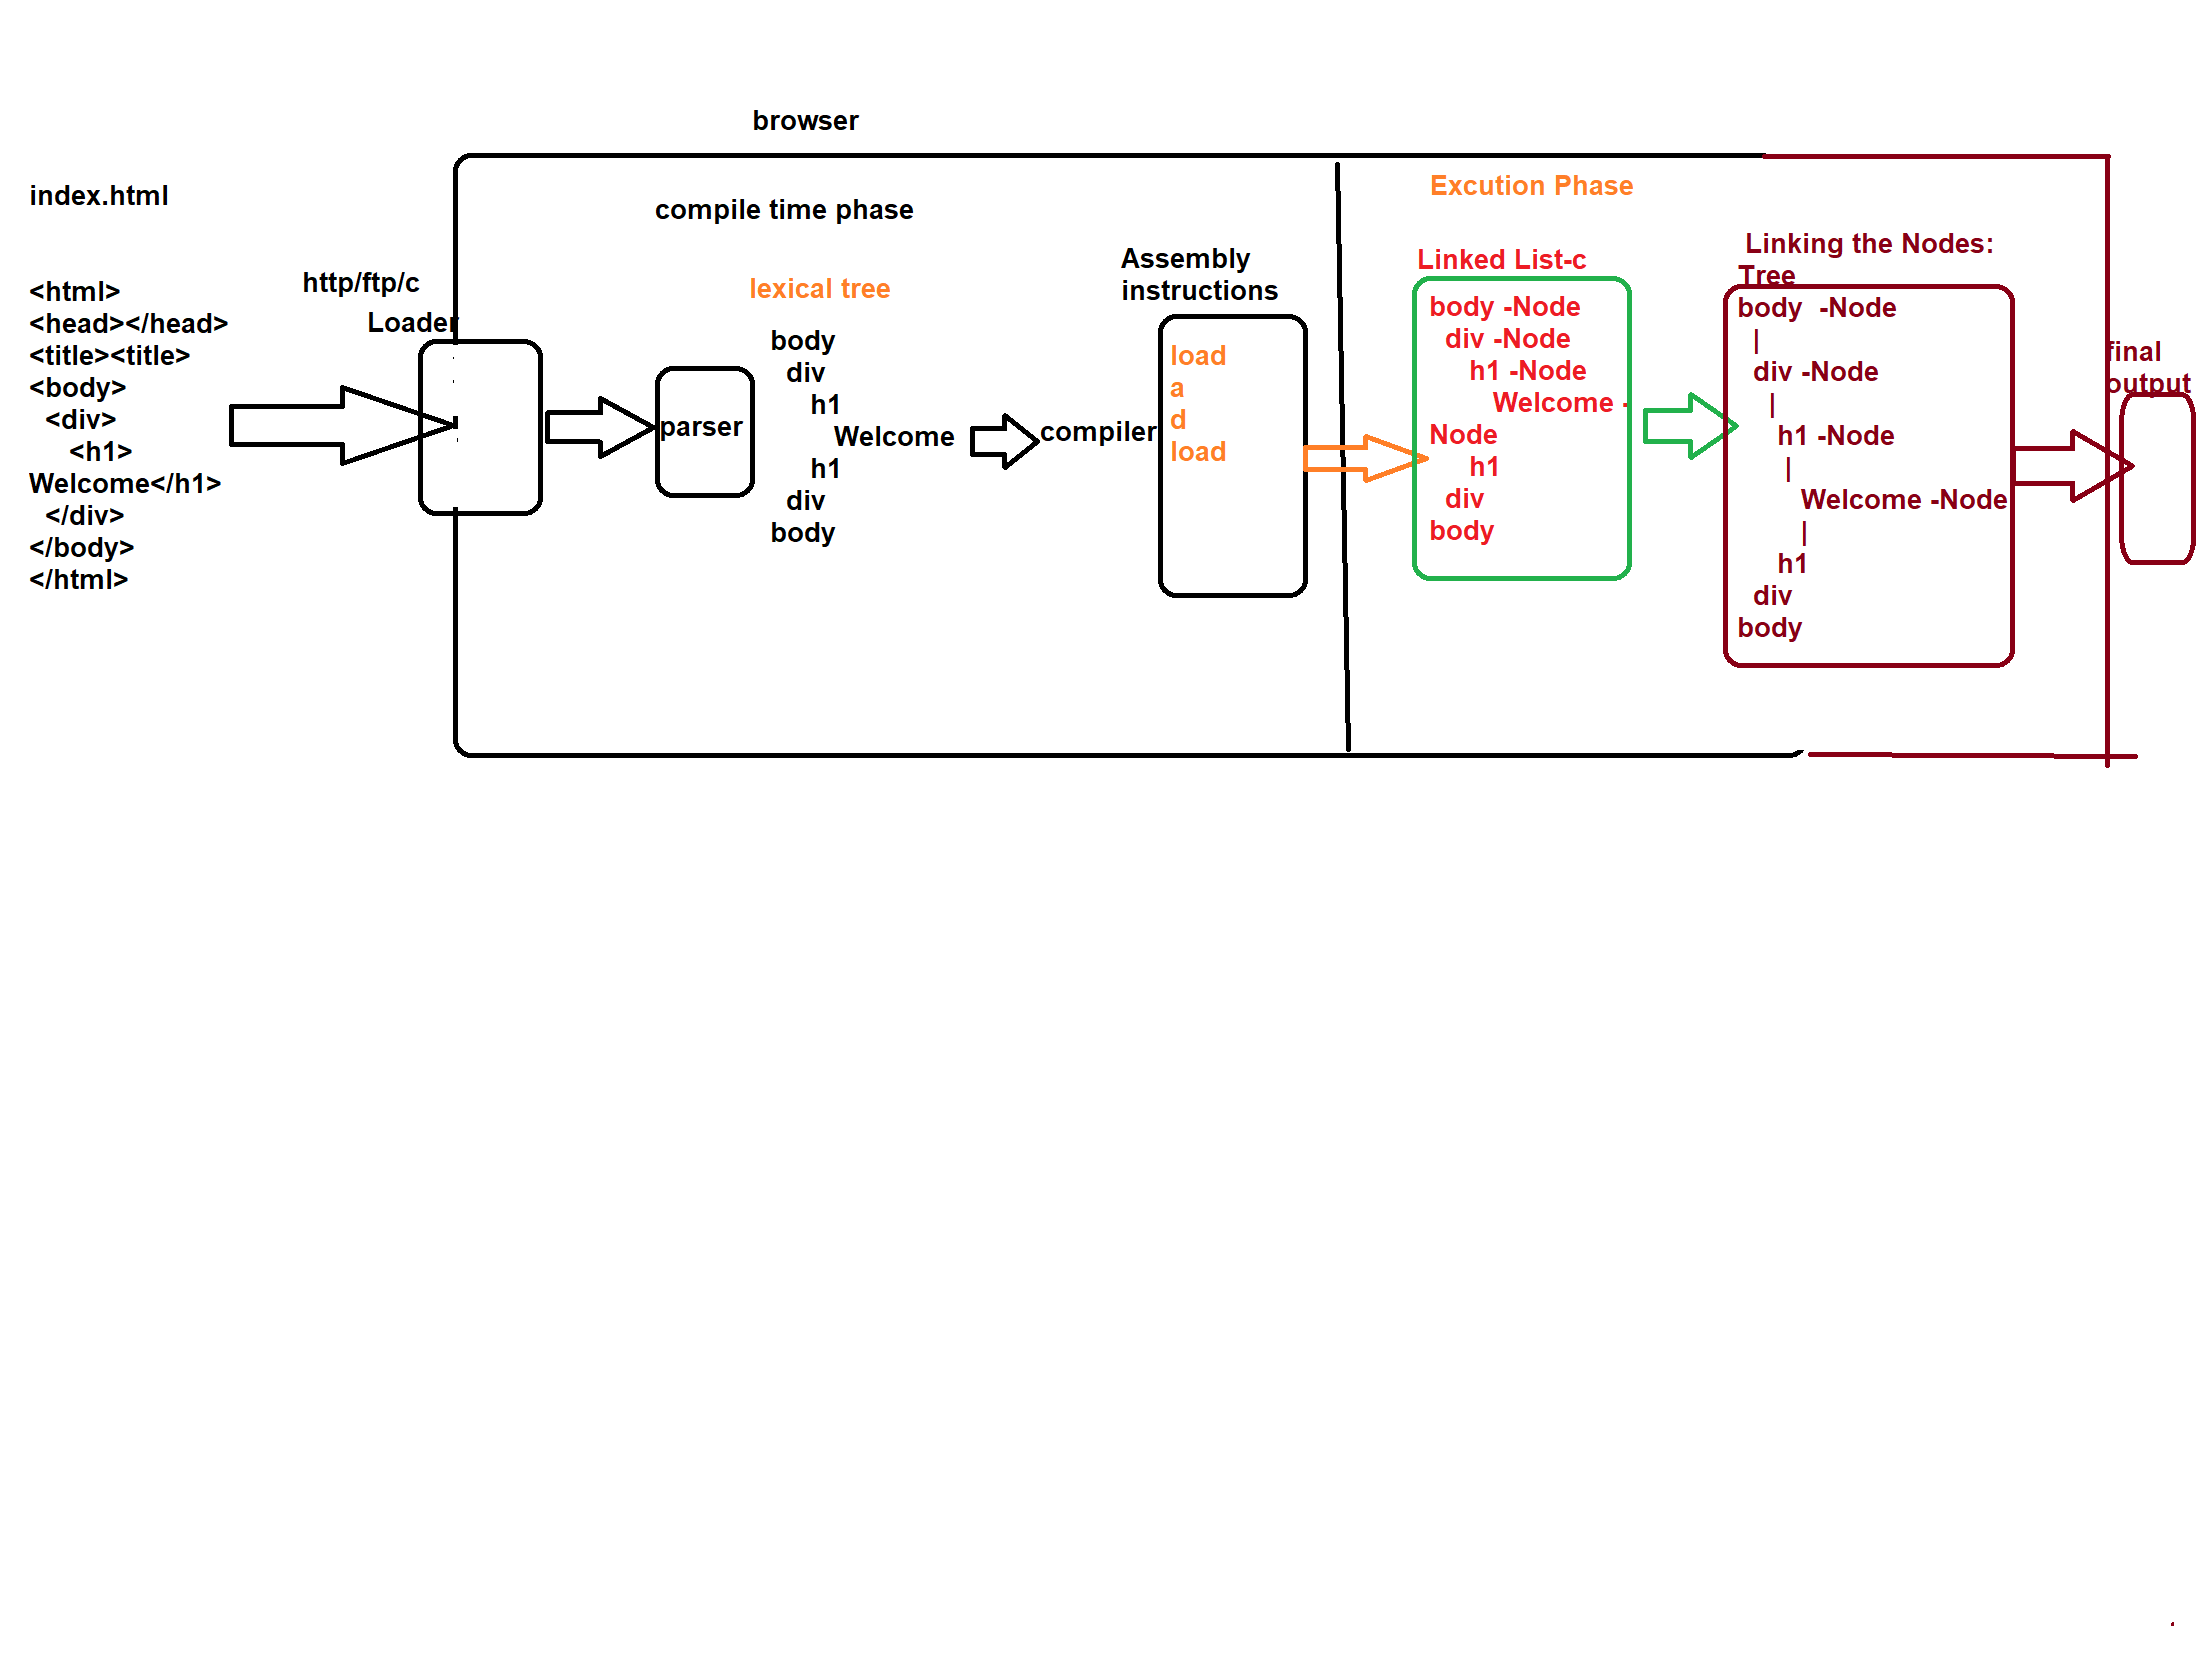 browser
index.html
<html>
<head></head>
<title><title>
<body>
<div>
<h1>
Welcome</h1>
</div>
</body>
</html>
http/ftp/c
Loader
compile time phase
parser
lexical tree
body
div
h1
Welcome
h1
div
body
compiler
Assembly
instructions
load
a
d
load
Excution Phase
Linked List-c
body -Node
div -Node
h1 -Node
Welcome -
Node
h1
div
body
Linking the Nodes:
Tree
body  -Node
|
div -Node
|
h1 -Node
|
Welcome -Node
|
h1
div
body
final
output